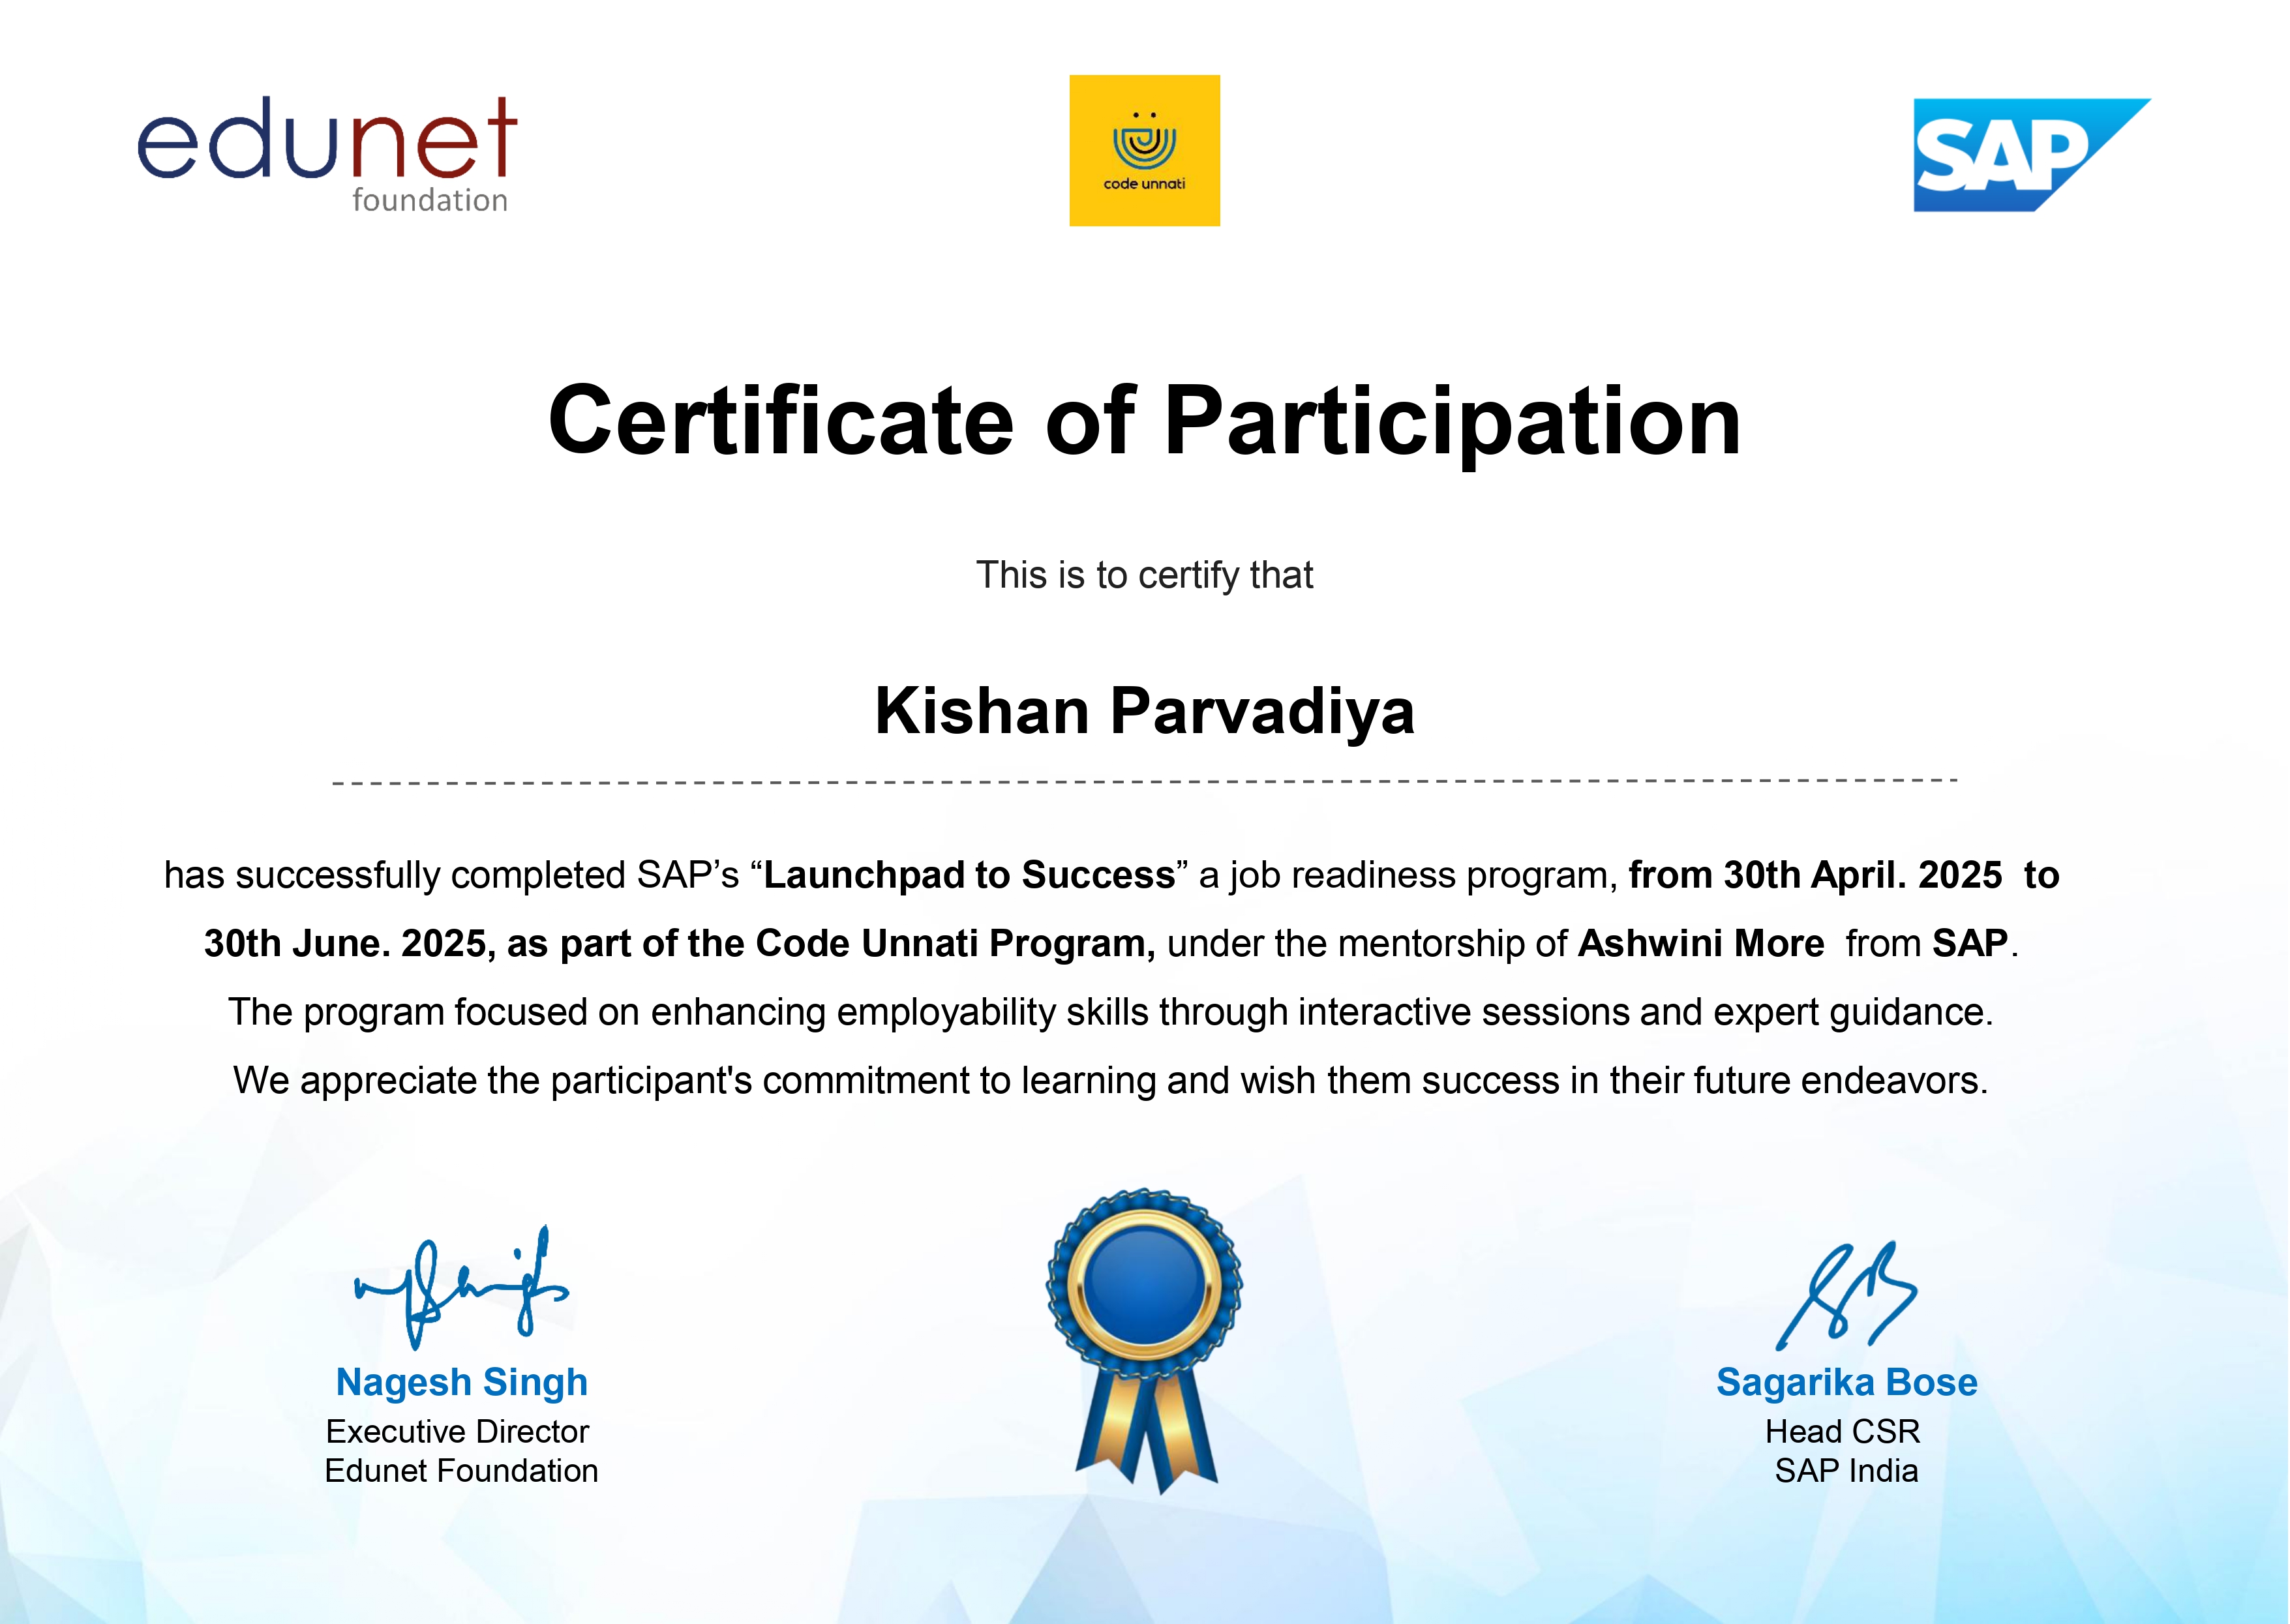 edunet
foundation
code unnati
SAP
Certificate of Participation
This is to certify that
Kishan Parvadiya
has successfully completed SAP’s “Launchpad to Success” a job readiness program, from 30th April. 2025 to
30th June. 2025, as part of the Code Unnati Program, under the mentorship of Ashwini More from SAP.
The program focused on enhancing employability skills through interactive sessions and expert guidance.
We appreciate the participant's commitment to learning and wish them success in their future endeavors.
Nagesh Singh
Executive Director
Edunet Foundation
Sagarika Bose
Head CSR
SAP India